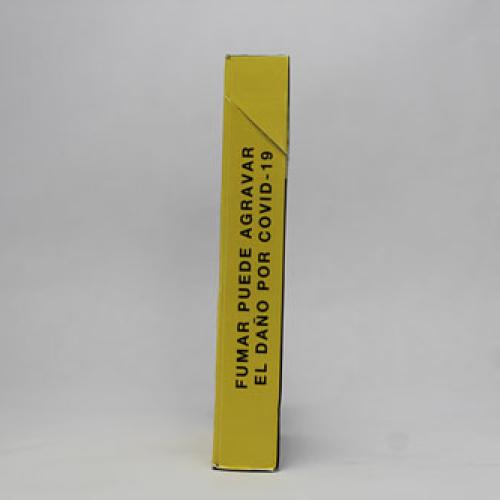 FUMAR PUEDE AGRAVAR
EL DAÑO POR COVID-19